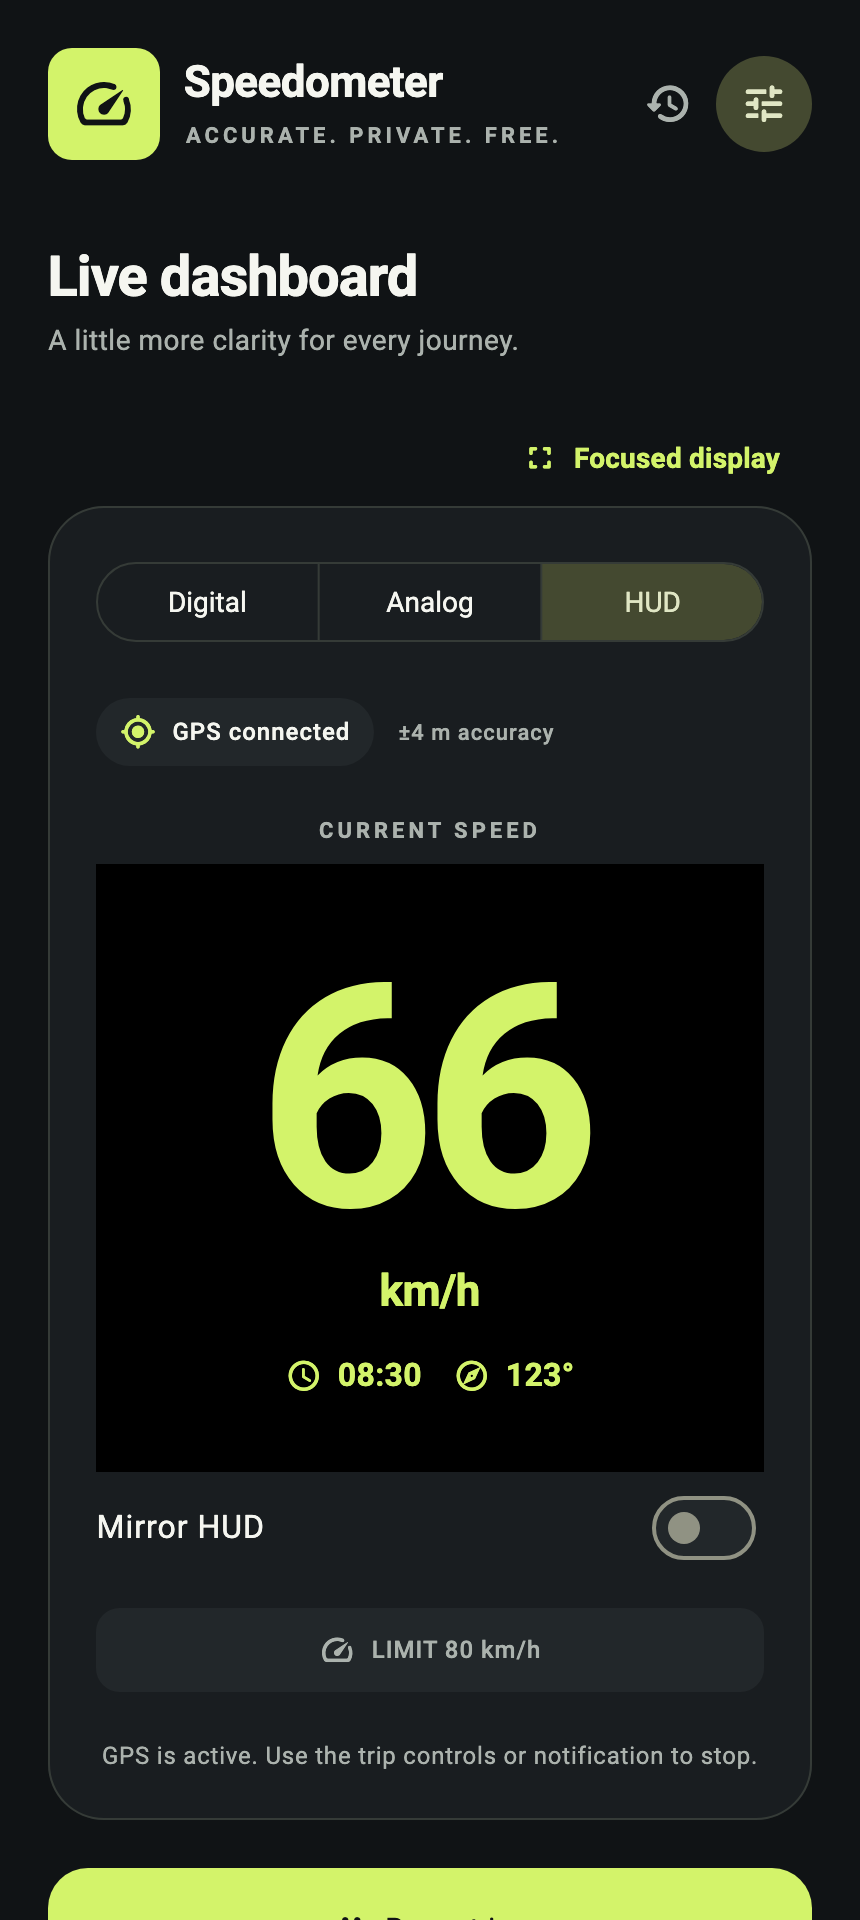 Speedometer
ACCURATE. PRIVATE. FREE.
Live dashboard
A little more clarity for every journey.
Focused display
Digital
Analog
HUD
GPS connected
±4 m accuracy
CURRENT SPEED
66
km/h
08:30
123°
Mirror HUD
LIMIT 80 km/h
GPS is active. Use the trip controls or notification to stop.